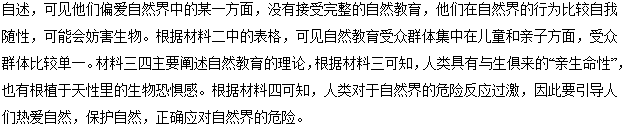 自述，可见他们偏爱自然界中的某一方面，没有接受完整的自然教育，他们在自然界的行为比较自我
随性，可能会妨害生物。根据材料二中的表格，可见自然教育受众群体集中在儿童和亲子方面，受众
群体比较单一。材料三四主要阐述自然教育的理论，根据材料三可知，人类具有与生俱来的“亲生命性”，
也有根植于天性里的生物恐惧感。根据材料四可知，人类对于自然界的危险反应过激，因此要引导人
们热爱自然，保护自然，正确应对自然界的危险。